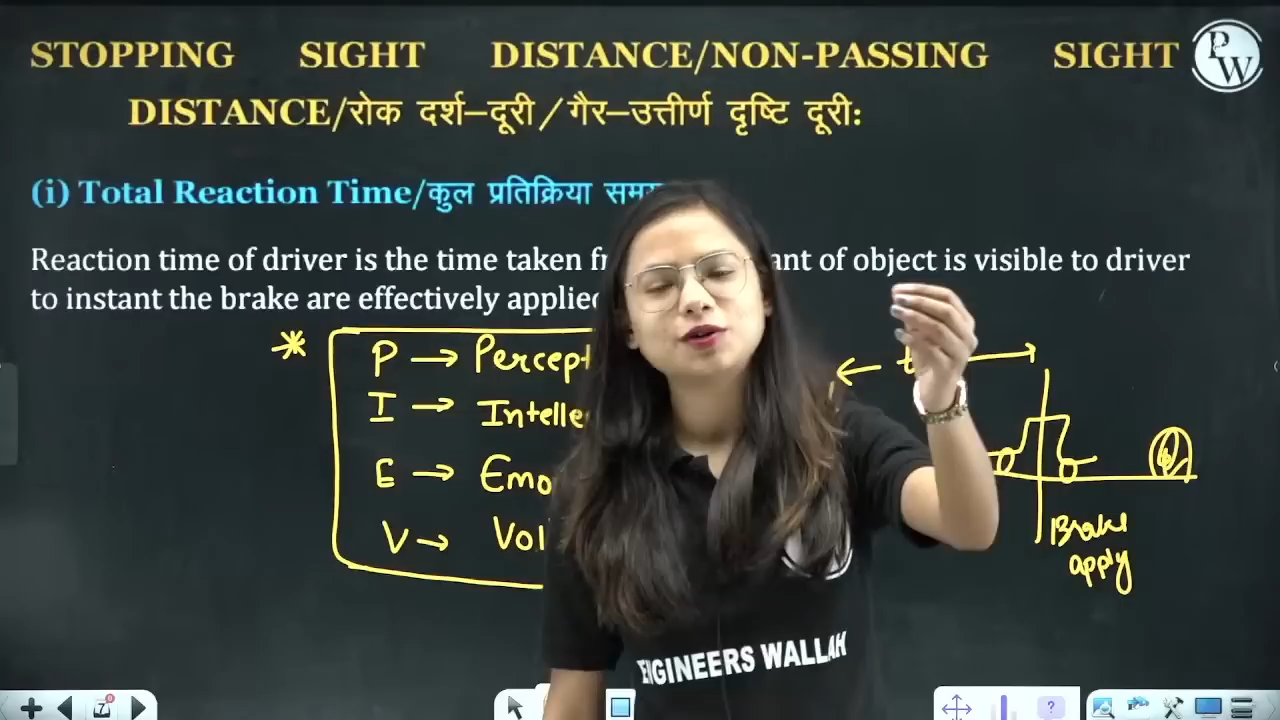 STOPPING SIGHT DISTANCE/NON-PASSING SIGHT
DISTANCE/रोक दर्श–दूरी/गैर–उत्तीर्ण दृष्टि दूरी:
PW
(i) Total Reaction Time/कुल प्रतिक्रिया
Reaction time of driver is the time taken of object is visible to driver
to instant the brake are effectively
* P → Percept
I → Intelle
E → Emo
V → Vol
t
Brake
apply
ENGINEERS WALLAH
7